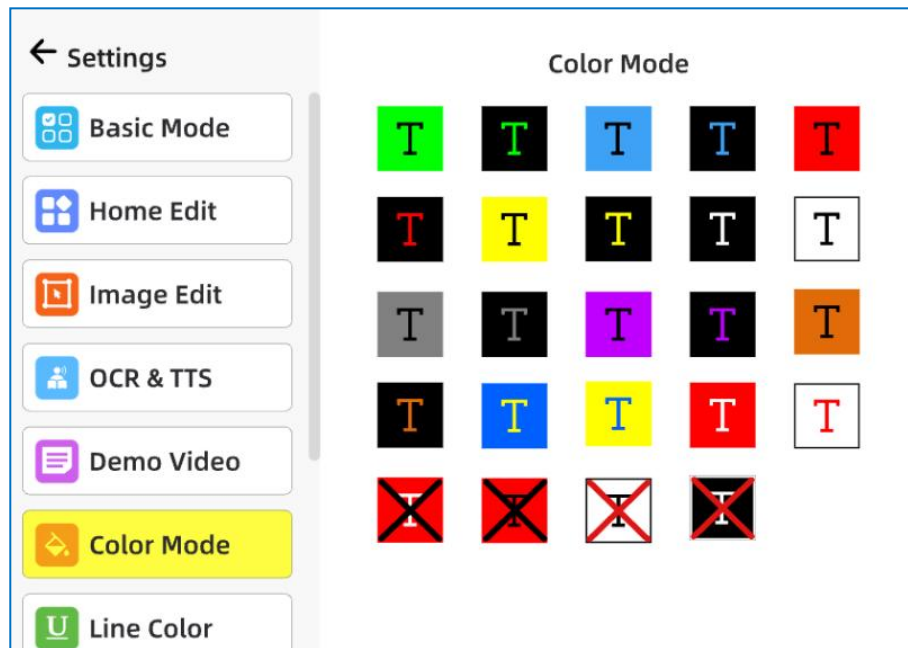 Settings
Color Mode
Basic Mode
T T T T T
Home Edit
T T T T T
Image Edit
T T T T T
OCR & TTS
T T T T T
Demo Video
T T T T
Color Mode
U Line Color